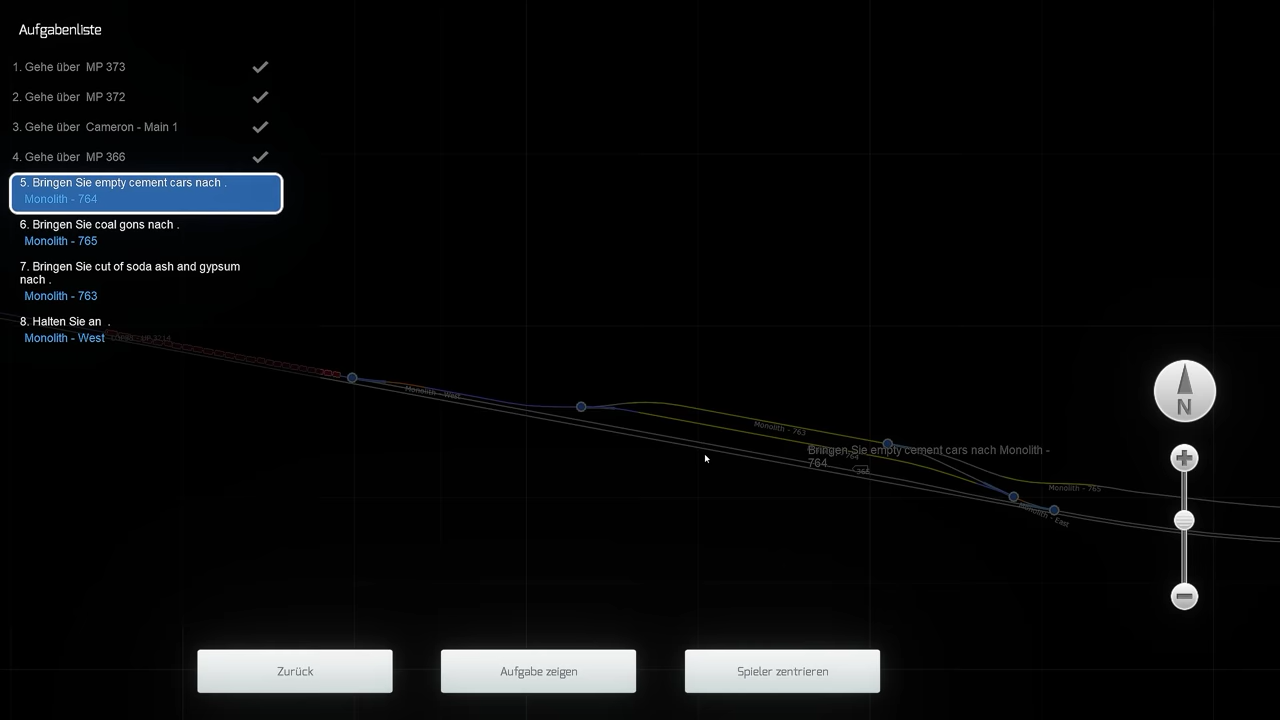 Aufgabenliste
1. Gehe über MP 373
2. Gehe über MP 372
3. Gehe über Cameron - Main 1
4. Gehe über MP 366
5. Bringen Sie empty cement cars nach .
Monolith - 764
6. Bringen Sie coal gons nach .
Monolith - 765
7. Bringen Sie cut of soda ash and gypsum
nach .
Monolith - 763
8. Halten Sie an .
Monolith - West
Monolith - West
Monolith - 763
Bringen Sie empty cement cars nach Monolith -
764
764
365
Monolith - 765
Monolith - East
N
Zurück
Aufgabe zeigen
Spieler zentrieren